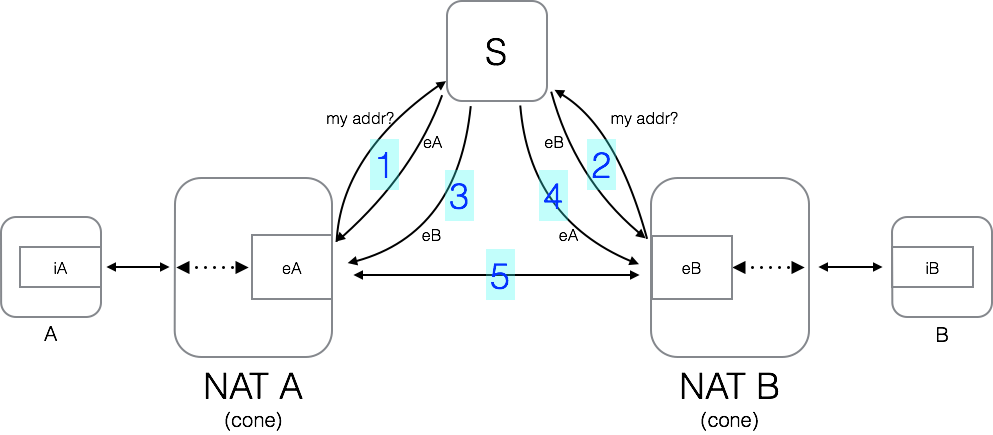 S
my addr?
my addr?
eA
eB
1
2
3
4
eB
eA
iA
eA
5
eB
iB
A
B
NAT A
(cone)
NAT B
(cone)